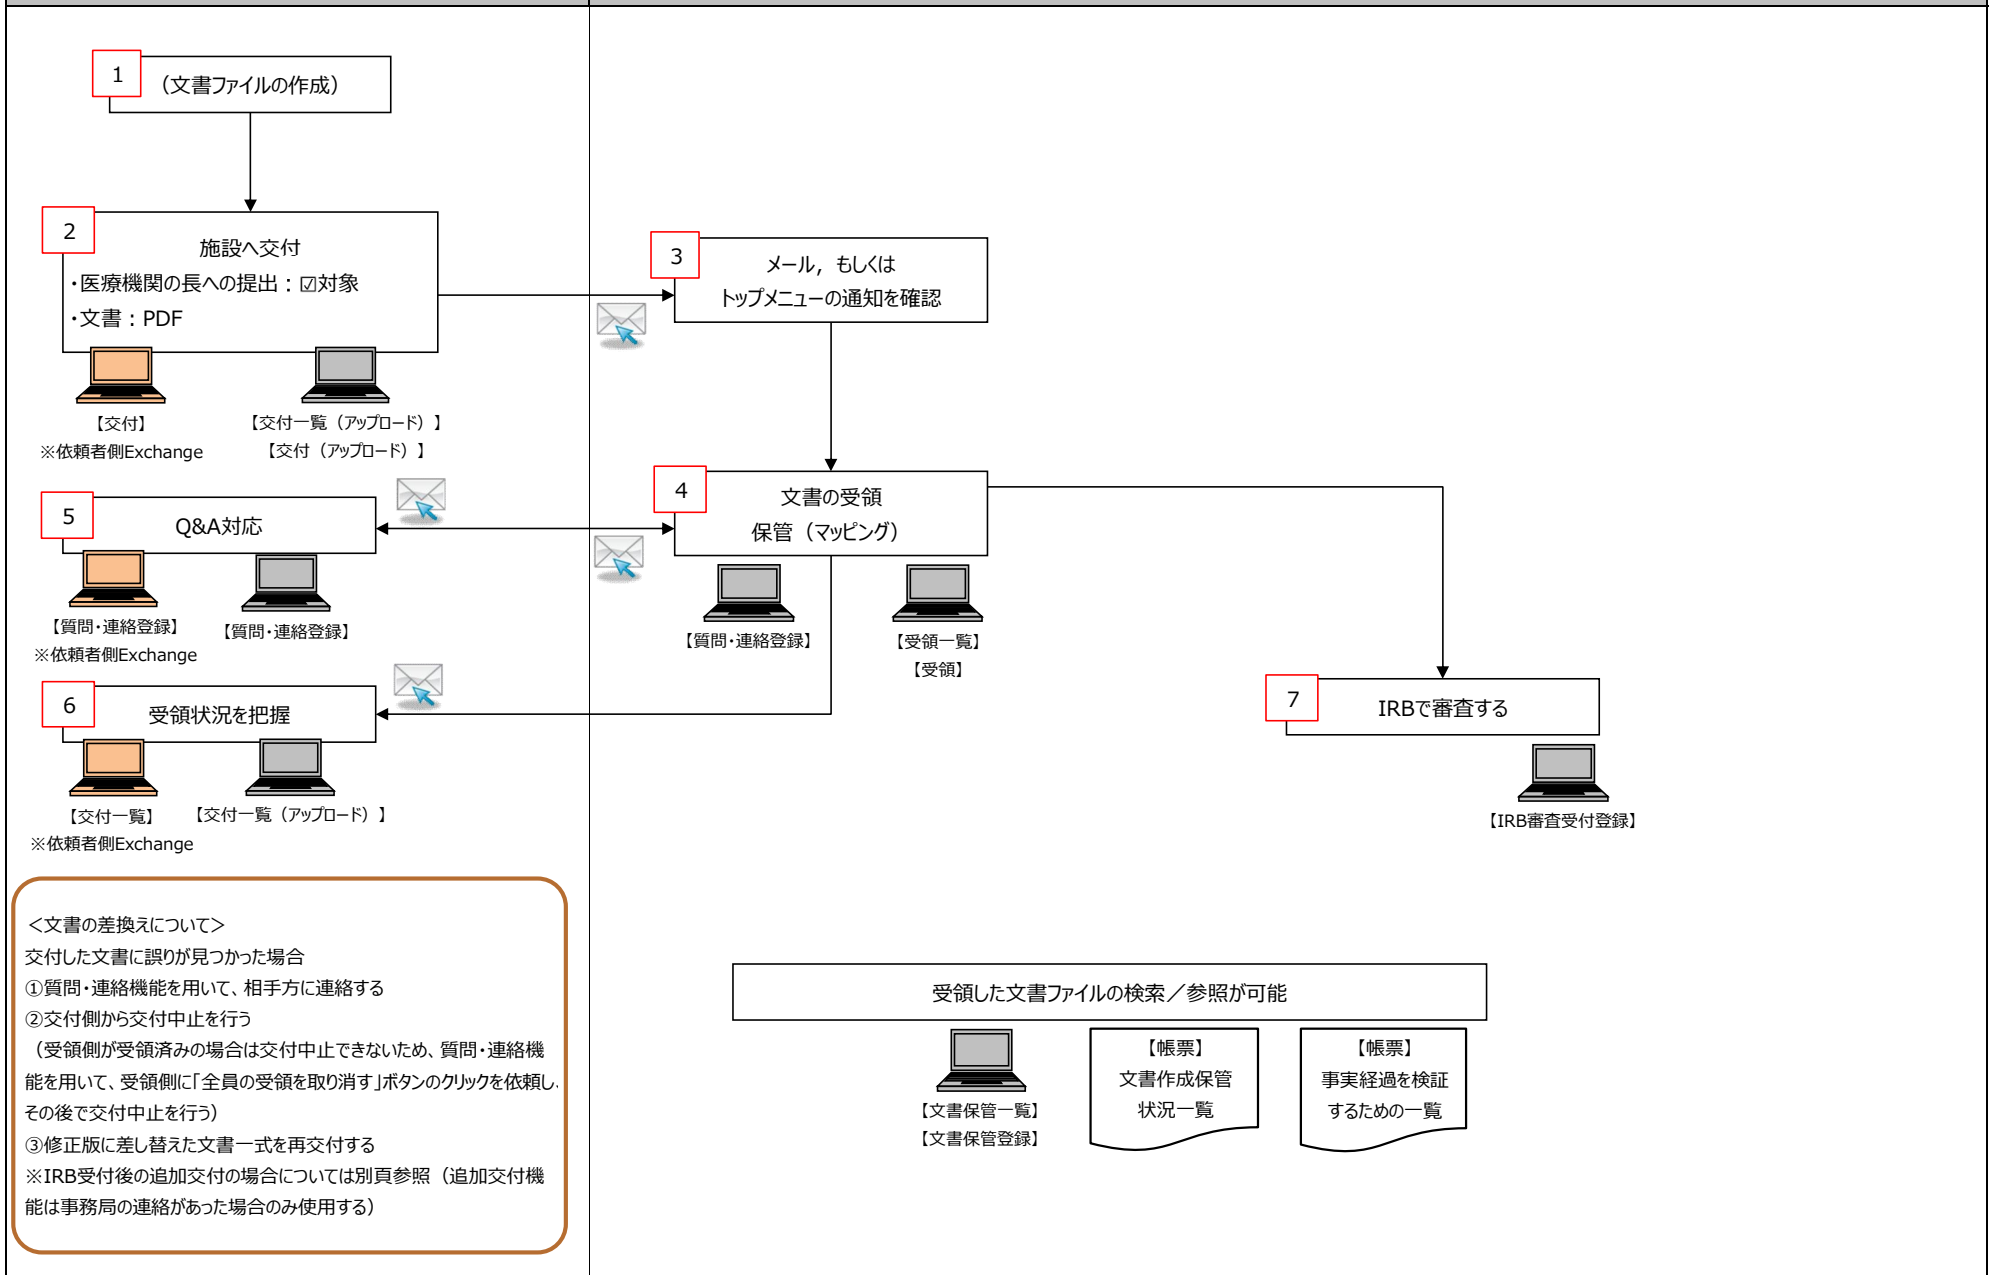 1
（文書ファイルの作成）
2
施設へ交付
・医療機関の長への提出：☑対象
・文書：PDF
【交付】
※依頼者側Exchange
【交付一覧（アップロード）】
【交付（アップロード）】
3
メール，もしくは
トップメニューの通知を確認
4
文書の受領
保管（マッピング）
【質問・連絡登録】
【受領一覧】
【受領】
5
Q&A対応
【質問・連絡登録】
※依頼者側Exchange
【質問・連絡登録】
6
受領状況を把握
【交付一覧】
※依頼者側Exchange
【交付一覧（アップロード）】
7
IRBで審査する
【IRB審査受付登録】
＜文書の差換えについて＞
交付した文書に誤りが見つかった場合
①質問・連絡機能を用いて、相手方に連絡する
②交付側から交付中止を行う
（受領側が受領済みの場合は交付中止できないため、質問・連絡機
能を用いて、受領側に「全員の受領を取り消す」ボタンのクリックを依頼し、
その後で交付中止を行う）
③修正版に差し替えた文書一式を再交付する
※IRB受付後の追加交付の場合については別頁参照（追加交付機
能は事務局の連絡があった場合のみ使用する）
受領した文書ファイルの検索／参照が可能
【文書保管一覧】
【文書保管登録】
【帳票】
文書作成保管
状況一覧
【帳票】
事実経過を検証
するための一覧